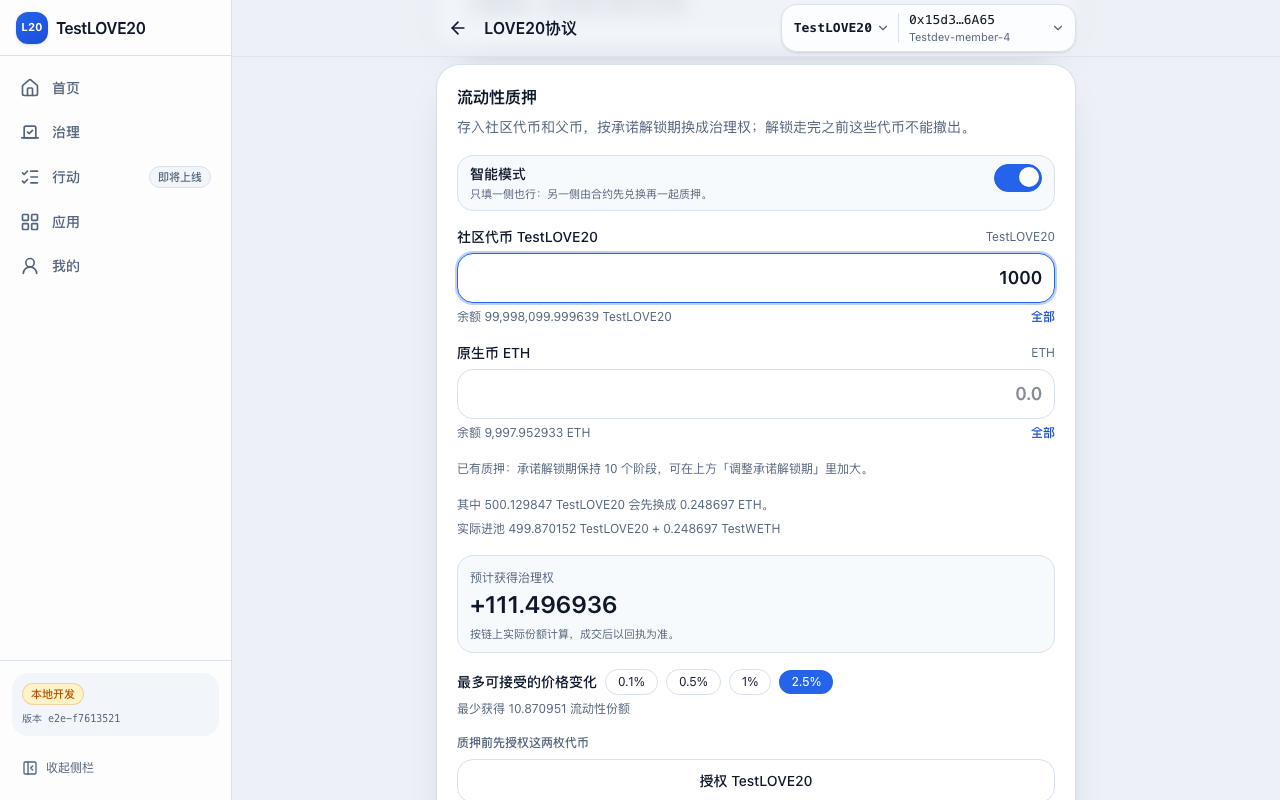 L20 TestLOVE20
首页
治理
行动 即将上线
应用
我的
本地开发
版本 e2e-f7613521
收起侧栏
LOVE20协议
TestLOVE20
0x15d3…6A65
Testdev-member-4
流动性质押
存入社区代币和父币，按承诺解锁期换成治理权；解锁走完之前这些代币不能撤出。
智能模式
只填一侧也行：另一侧由合约先兑换再一起质押。
社区代币 TestLOVE20 TestLOVE20
1000
余额 99,998,099.999639 TestLOVE20 全部
原生币 ETH ETH
0.0
余额 9,997.952933 ETH 全部
已有质押：承诺解锁期保持 10 个阶段，可在上方「调整承诺解锁期」里加大。
其中 500.129847 TestLOVE20 会先换成 0.248697 ETH。
实际进池 499.870152 TestLOVE20 + 0.248697 TestWETH
预计获得治理权
+111.496936
按链上实际份额计算，成交后以回执为准。
最多可接受的价格变化 0.1% 0.5% 1% 2.5%
最少获得 10.870951 流动性份额
质押前先授权这两枚代币
授权 TestLOVE20